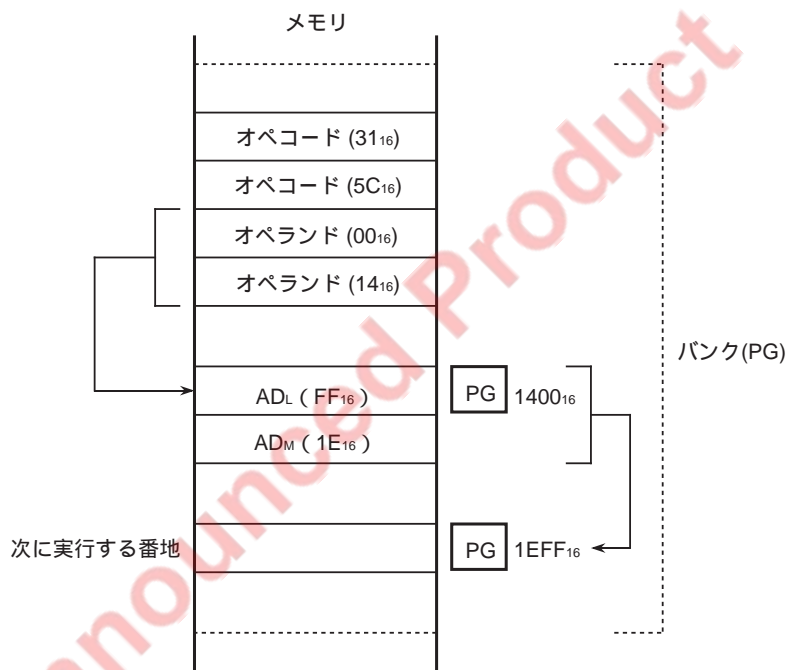 メモリ
オペコード (31₁₆)
オペコード (5C₁₆)
オペランド (00₁₆)
オペランド (14₁₆)
バンク(PG)
ADL ( FF₁₆ ) PG 1400₁₆
ADM ( 1E₁₆ )
次に実行する番地 PG 1EFF₁₆
nounced Product